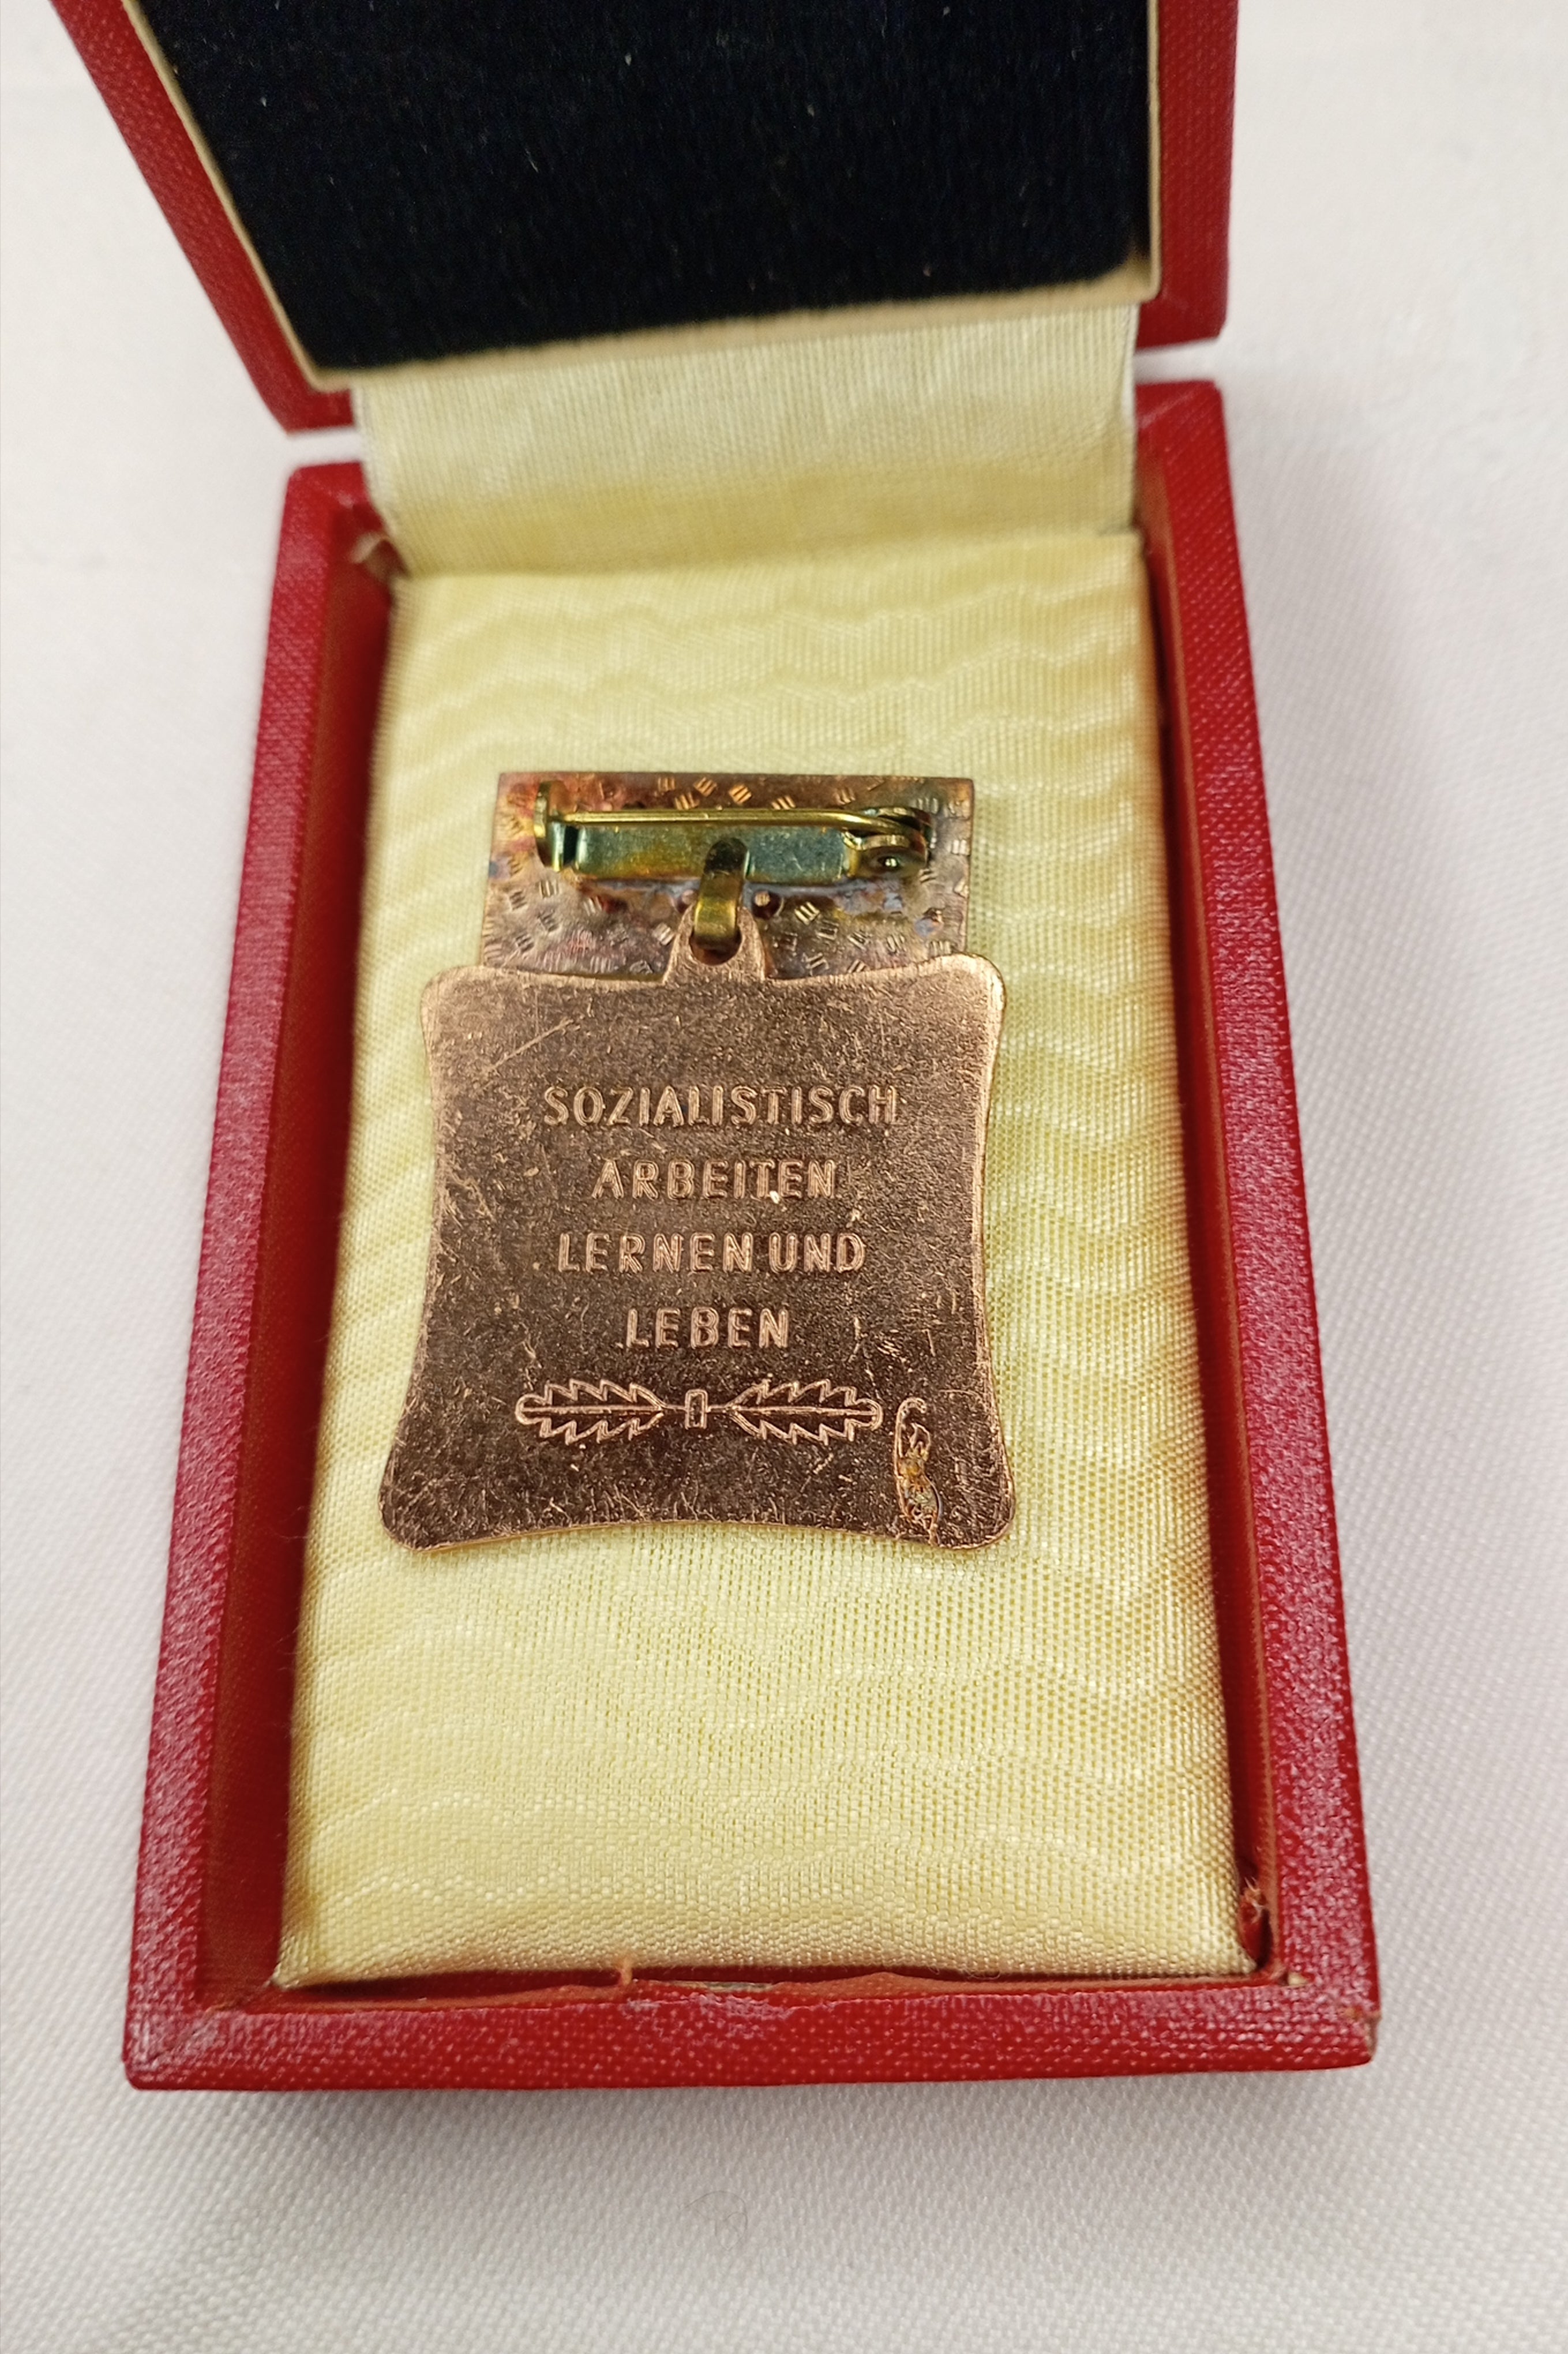 SOZIALISTISCH
ARBEITEN
LERNEN UND
LEBEN